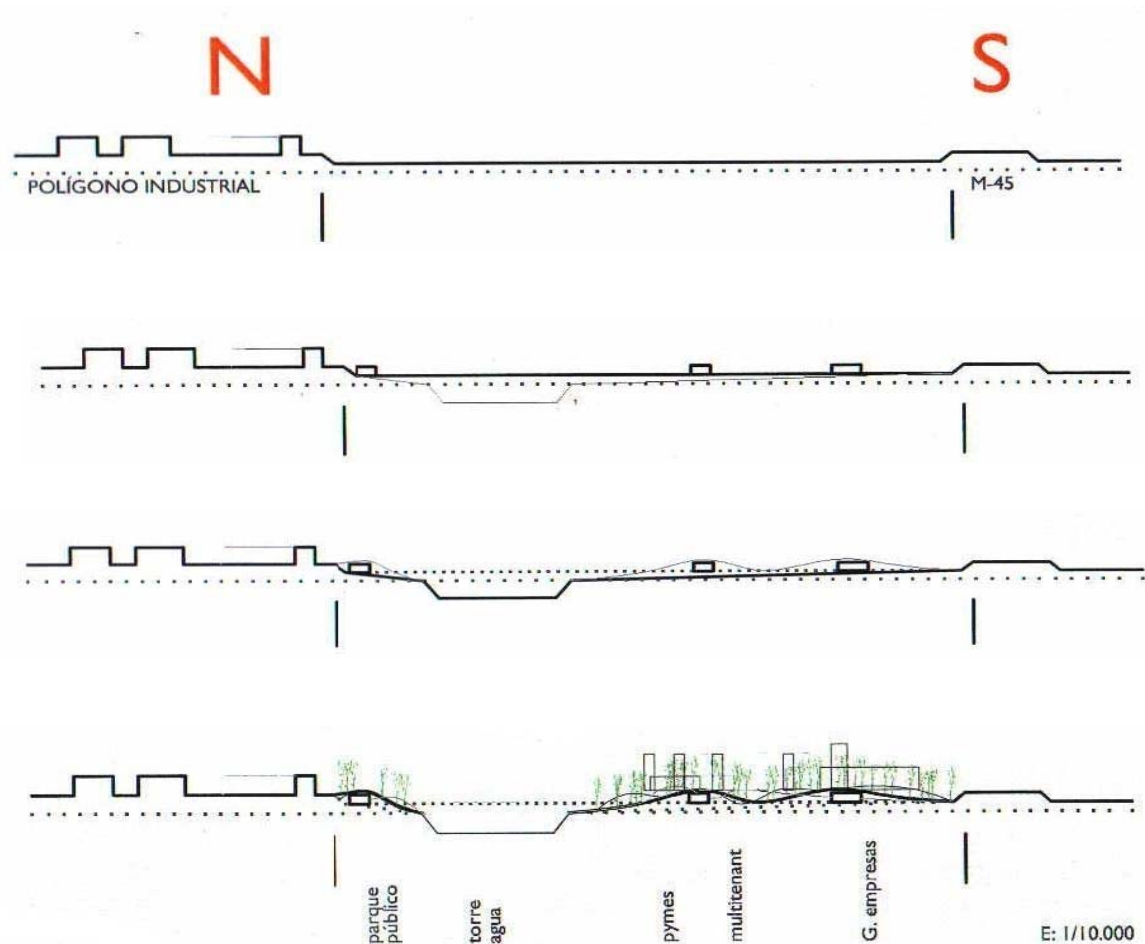 N
S
POLÍGONO INDUSTRIAL
M-45
parque
público
torre
agua
pymes
multitenant
G. empresas
E: 1/10.000